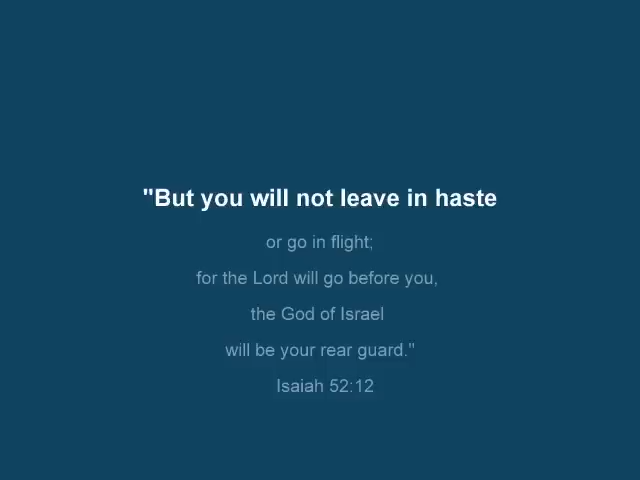 "But you will not leave in haste
or go in flight;
for the Lord will go before you,
the God of Israel
will be your rear guard."
Isaiah 52:12